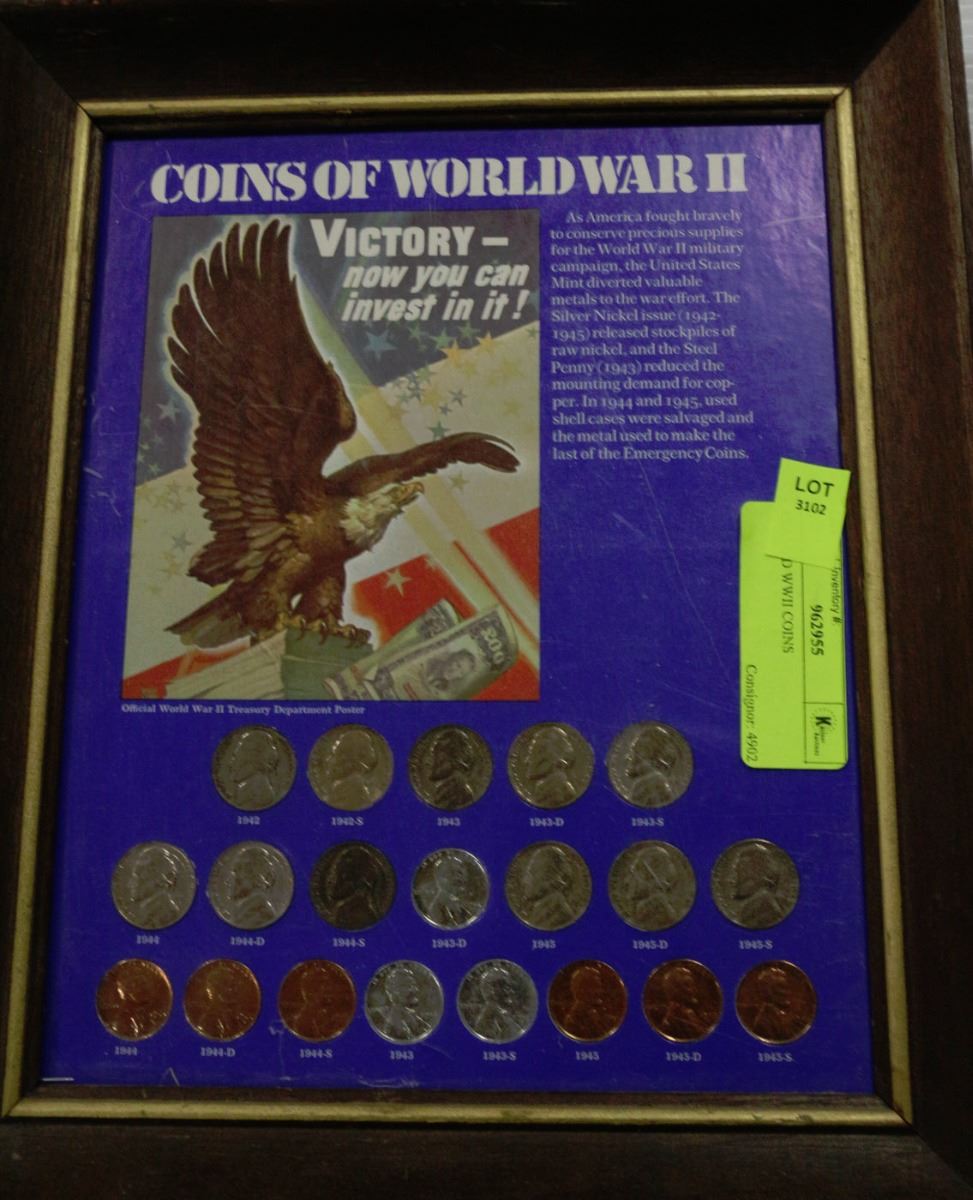 COINS OF WORLD WAR II
VICTORY –
now you can
invest in it!
As America fought bravely
to conserve precious supplies
for the World War II military
campaign, the United States
Mint diverted valuable
metals to the war effort. The
Silver Nickel issue (1942-
1945) released stockpiles of
raw nickel, and the Steel
Penny (1943) reduced the
mounting demand for cop-
per. In 1944 and 1945, used
shell cases were salvaged and
the metal used to make the
last of the Emergency Coins.
LOT
3102
Inventory #:
962955
D WWII COINS
Consignor: 4902
Official World War II Treasury Department Poster
1942 1942-S 1943 1943-D 1943-S
1944 1944-D 1944-S 1943-D 1945 1945-D 1945-S
1944 1944-D 1944-S 1943 1943-S 1945 1945-D 1945-S